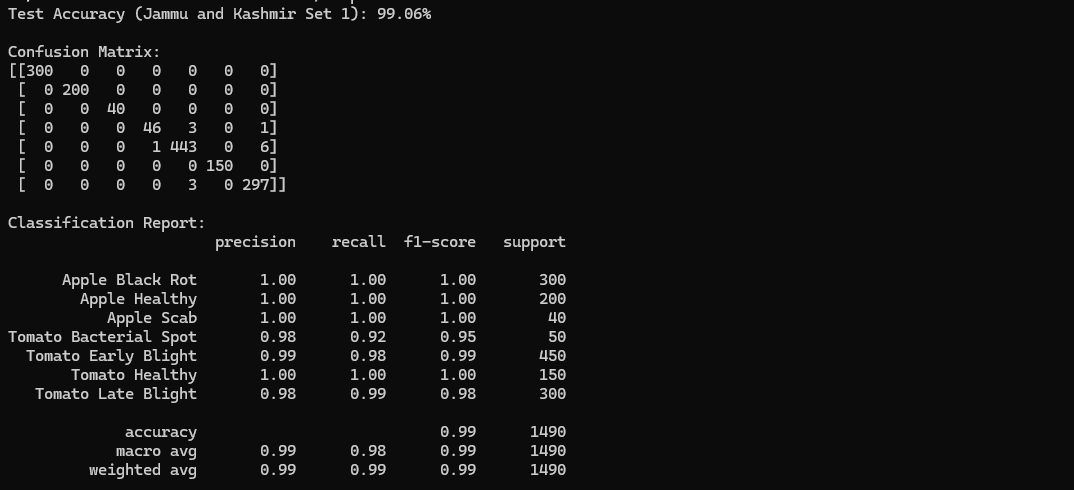 Test Accuracy (Jammu and Kashmir Set 1): 99.06%
Confusion Matrix:
[[300   0   0   0   0   0   0]
 [  0 200   0   0   0   0   0]
 [  0   0  40   0   0   0   0]
 [  0   0   0  46   3   0   1]
 [  0   0   0   1 443   0   6]
 [  0   0   0   0   0 150   0]
 [  0   0   0   0   3   0 297]]
Classification Report:
                       precision    recall  f1-score   support
      Apple Black Rot       1.00      1.00      1.00       300
        Apple Healthy       1.00      1.00      1.00       200
           Apple Scab       1.00      1.00      1.00        40
Tomato Bacterial Spot       0.98      0.92      0.95        50
  Tomato Early Blight       0.99      0.98      0.99       450
       Tomato Healthy       1.00      1.00      1.00       150
   Tomato Late Blight       0.98      0.99      0.98       300
             accuracy                           0.99      1490
            macro avg       0.99      0.98      0.99      1490
         weighted avg       0.99      0.99      0.99      1490